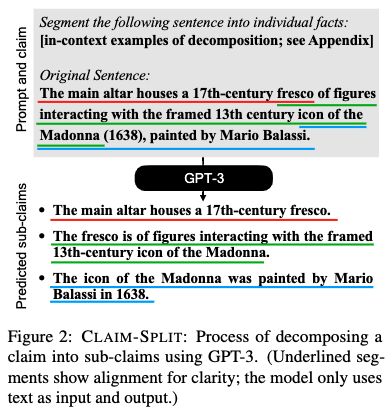 Prompt and claim
Segment the following sentence into individual facts:
[in-context examples of decomposition; see Appendix]
Original Sentence:
The main altar houses a 17th-century fresco of figures
interacting with the framed 13th century icon of the
Madonna (1638), painted by Mario Balassi.
GPT-3
Predicted sub-claims
• The main altar houses a 17th-century fresco.
• The fresco is of figures interacting with the framed
13th-century icon of the Madonna.
• The icon of the Madonna was painted by Mario
Balassi in 1638.
Figure 2: CLAIM-SPLIT: Process of decomposing a
claim into sub-claims using GPT-3. (Underlined seg-
ments show alignment for clarity; the model only uses
text as input and output.)